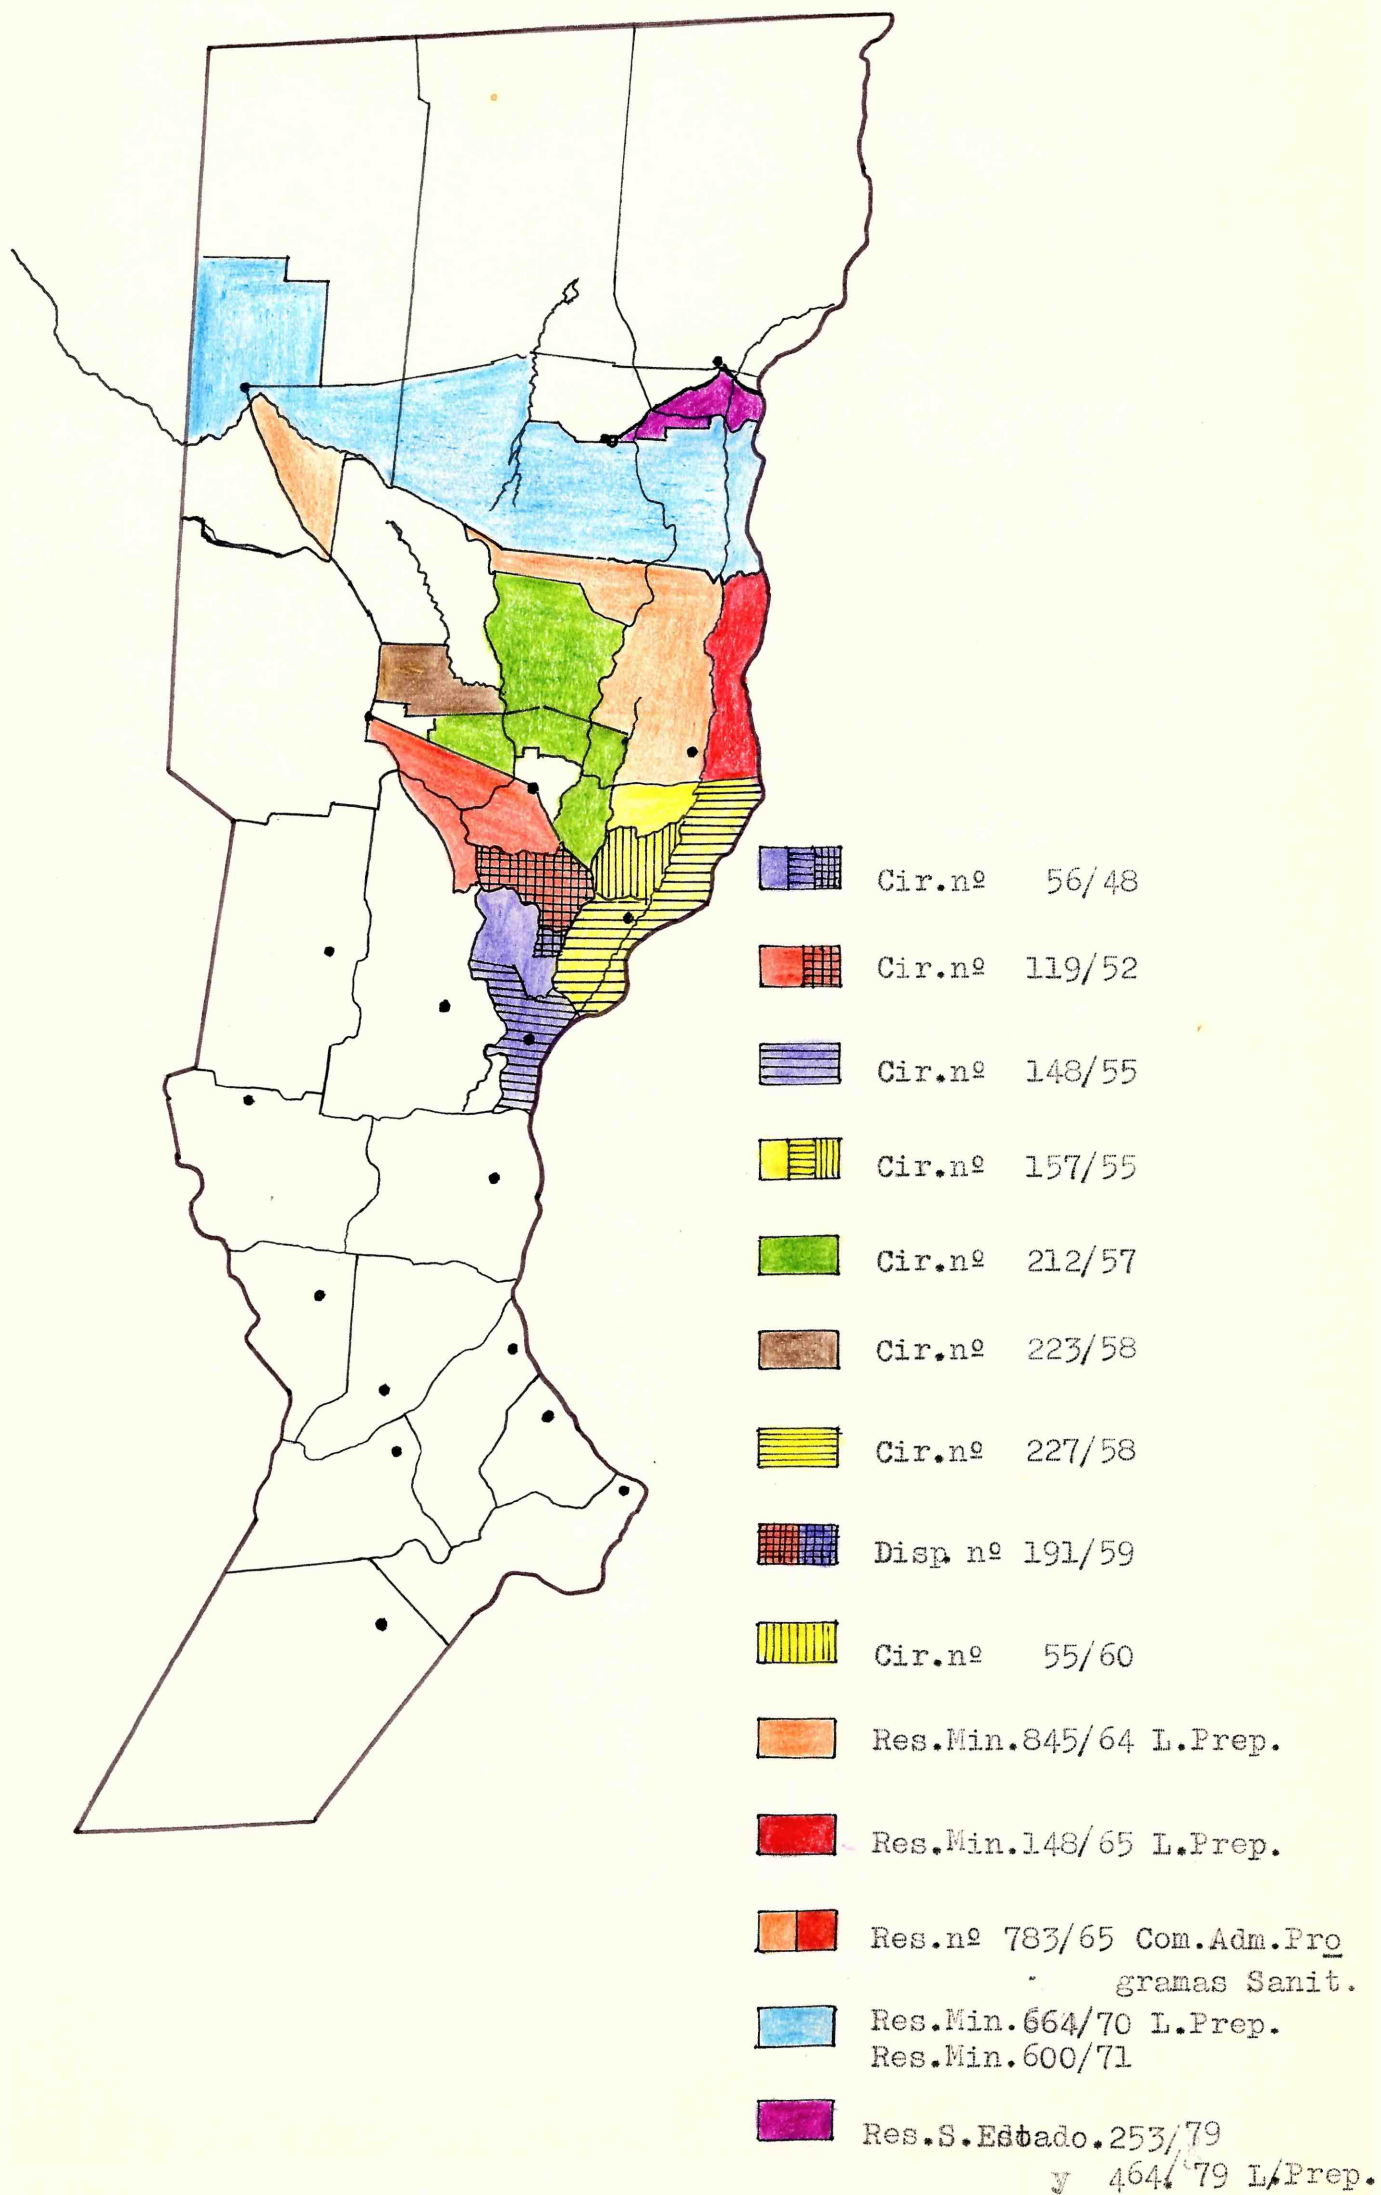 Cir.nº 56/48
Cir.nº 119/52
Cir.nº 148/55
Cir.nº 157/55
Cir.nº 212/57
Cir.nº 223/58
Cir.nº 227/58
Disp. nº 191/59
Cir.nº 55/60
Res.Min.845/64 L.Prep.
Res.Min.148/65 L.Prep.
Res.nº 783/65 Com.Adm.Pro
gramas Sanit.
Res.Min.664/70 L.Prep.
Res.Min.600/71
Res.S.Estado.253/79
y 464/79 L/Prep.